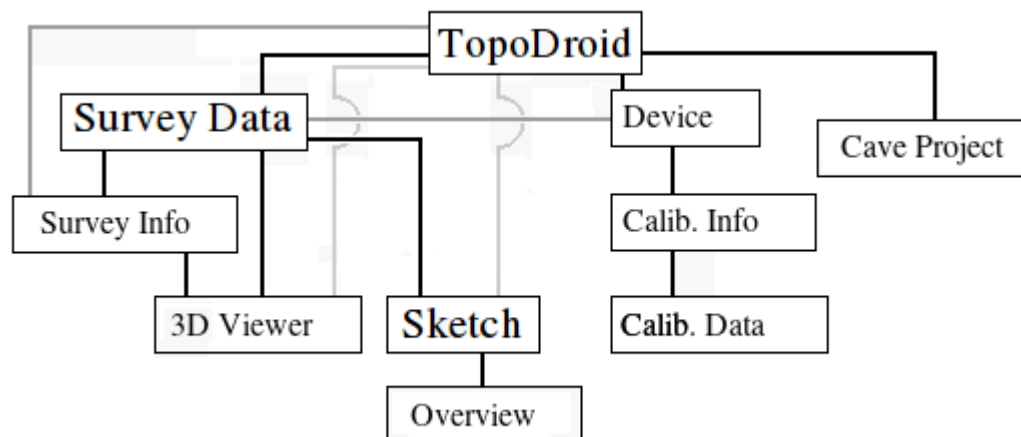 TopoDroid
Survey Data
Device
Cave Project
Survey Info
Calib. Info
3D Viewer
Sketch
Calib. Data
Overview